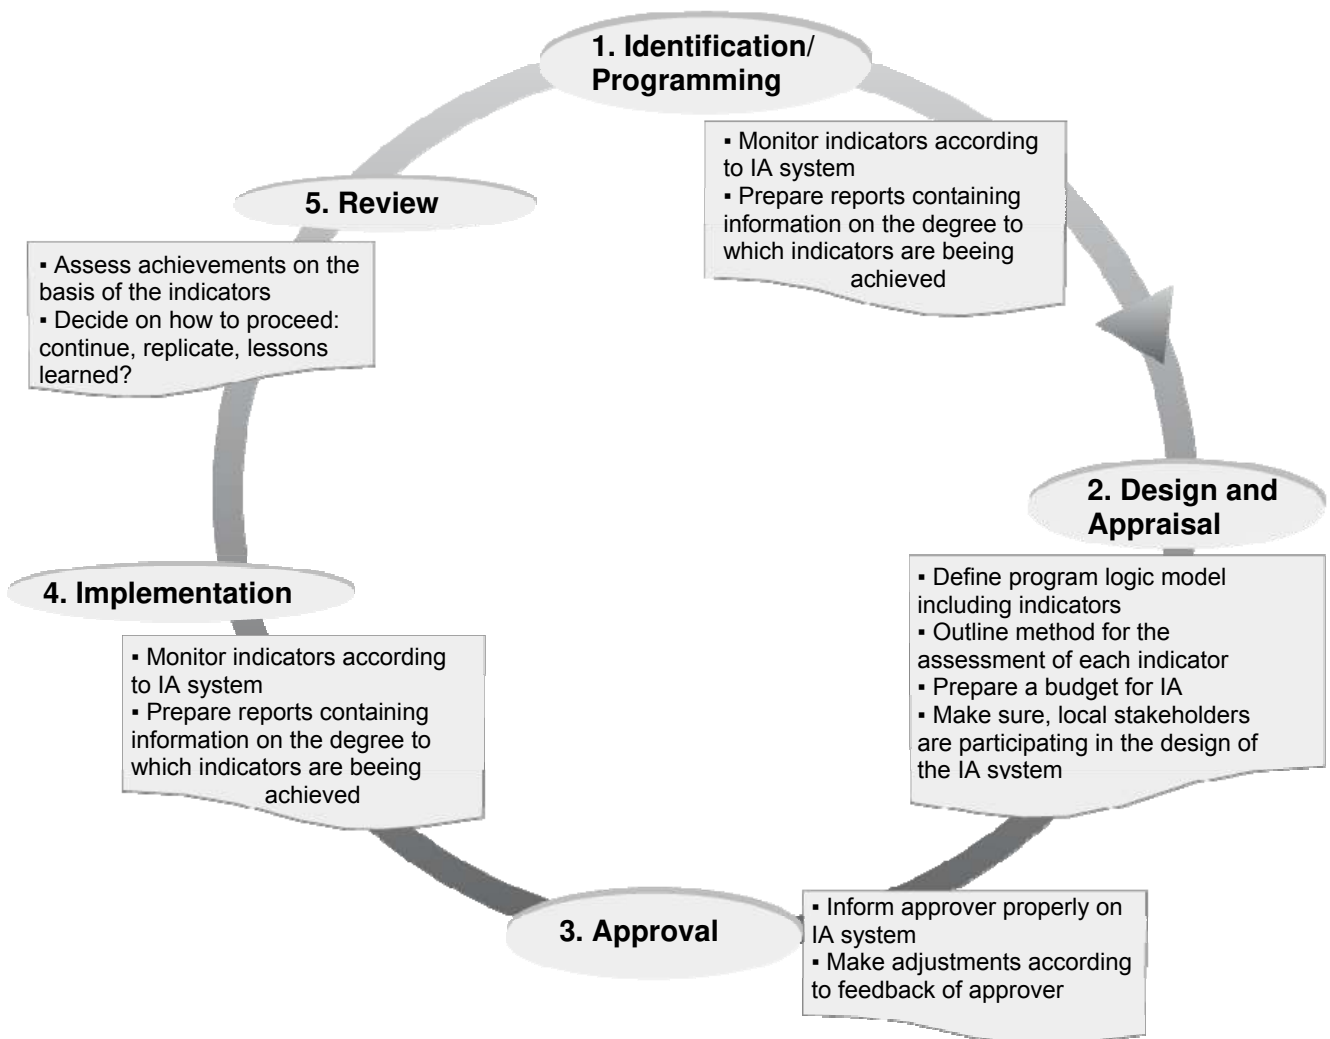 1. Identification/
Programming
▪ Monitor indicators according
to IA system
▪ Prepare reports containing
information on the degree to
which indicators are beeing
achieved
2. Design and
Appraisal
▪ Define program logic model
including indicators
▪ Outline method for the
assessment of each indicator
▪ Prepare a budget for IA
▪ Make sure, local stakeholders
are participating in the design of
the IA system
3. Approval
▪ Inform approver properly on
IA system
▪ Make adjustments according
to feedback of approver
4. Implementation
▪ Monitor indicators according
to IA system
▪ Prepare reports containing
information on the degree to
which indicators are beeing
achieved
5. Review
▪ Assess achievements on the
basis of the indicators
▪ Decide on how to proceed:
continue, replicate, lessons
learned?